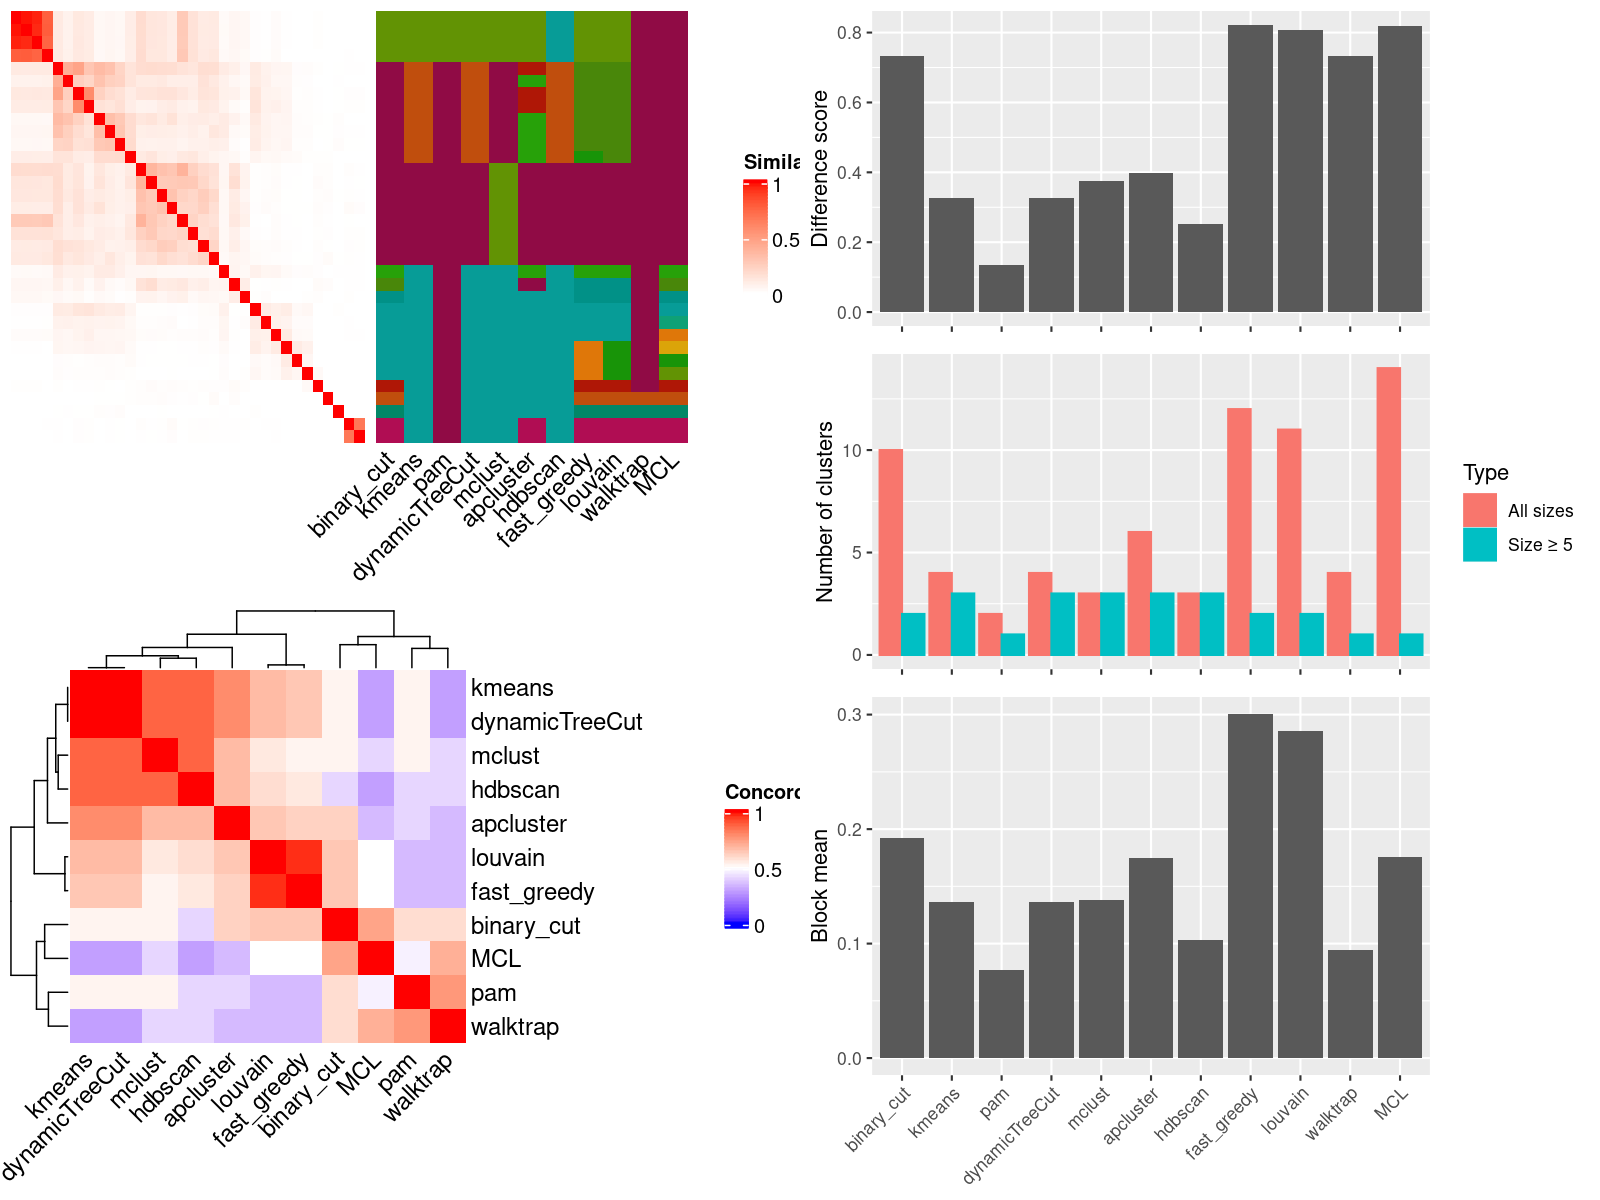 Simila
1
0.5
0
binary_cut
kmeans
pam
dynamicTreeCut
mclust
apcluster
hdbscan
fast_greedy
louvain
walktrap
MCL
kmeans
dynamicTreeCut
mclust
hdbscan
apcluster
louvain
fast_greedy
binary_cut
MCL
pam
walktrap
kmeans
dynamicTreeCut
mclust
hdbscan
apcluster
louvain
fast_greedy
binary_cut
MCL
pam
walktrap
Concord
1
0.5
0
Difference score
0.8
0.6
0.4
0.2
0.0
Number of clusters
10
5
0
Type
All sizes
Size ≥ 5
Block mean
0.3
0.2
0.1
0.0
binary_cut
kmeans
pam
dynamicTreeCut
mclust
apcluster
hdbscan
fast_greedy
louvain
walktrap
MCL